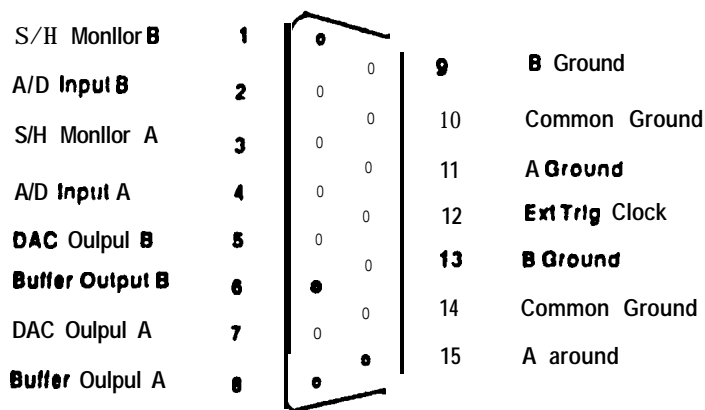 S/H Monllor B 1
A/D Input B 2
S/H Monllor A 3
A/D Input A 4
DAC Oulpul B 5
Buffer Output B 6
DAC Oulpul A 7
Buffer Oulpul A 8
9 B Ground
10 Common Ground
11 A Ground
12 Ext Trlg Clock
13 B Ground
14 Common Ground
15 A around